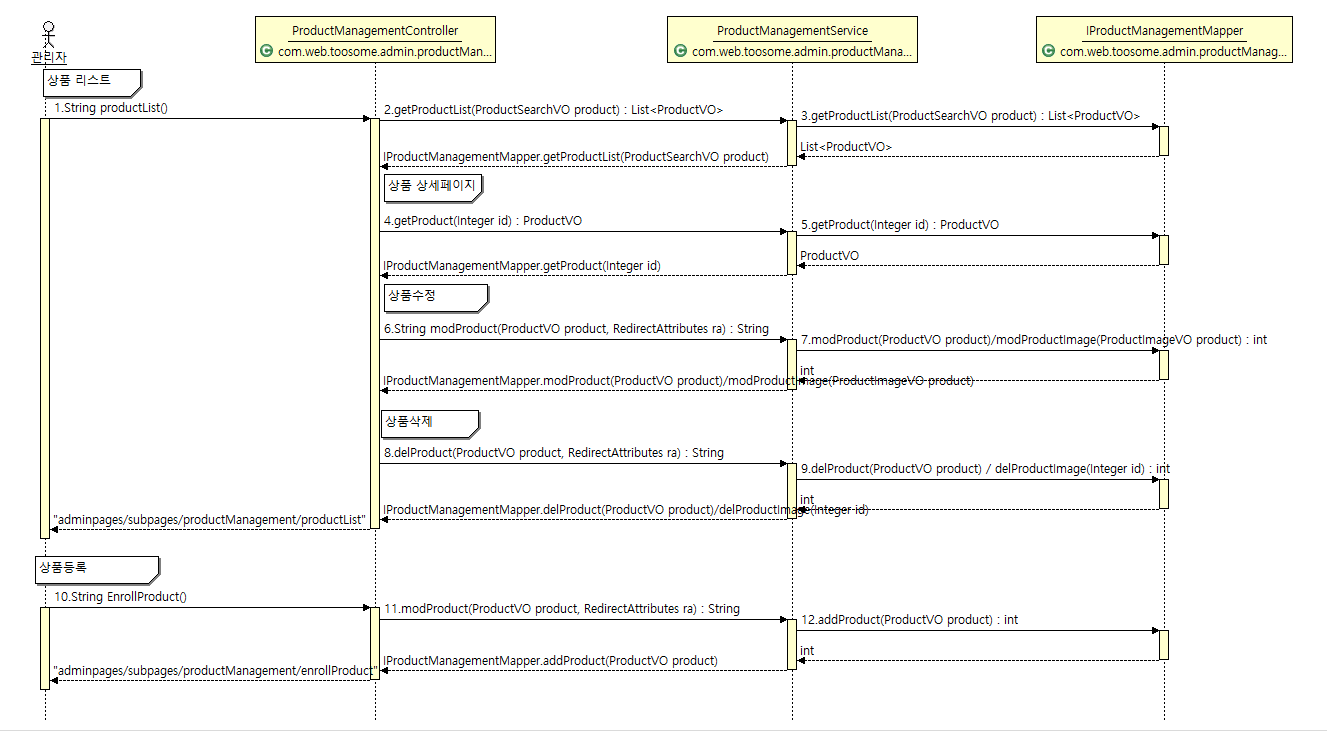 관리자
ProductManagementController
com.web.toosome.admin.productMan...
ProductManagementService
com.web.toosome.admin.productMana...
IProductManagementMapper
com.web.toosome.admin.productManag...
상품 리스트
1.String productList()
2.getProductList(ProductSearchVO product) : List<ProductVO>
3.getProductList(ProductSearchVO product) : List<ProductVO>
List<ProductVO>
IProductManagementMapper.getProductList(ProductSearchVO product)
상품 상세페이지
4.getProduct(Integer id) : ProductVO
5.getProduct(Integer id) : ProductVO
ProductVO
IProductManagementMapper.getProduct(Integer id)
상품수정
6.String modProduct(ProductVO product, RedirectAttributes ra) : String
7.modProduct(ProductVO product)/modProductImage(ProductImageVO product) : int
int
IProductManagementMapper.modProduct(ProductVO product)/modProductImage(ProductImageVO product)
상품삭제
8.delProduct(ProductVO product, RedirectAttributes ra) : String
9.delProduct(ProductVO product) / delProductImage(Integer id) : int
int
IProductManagementMapper.delProduct(ProductVO product)/delProductImage(Integer id)
"adminpages/subpages/productManagement/productList"
상품등록
10.String EnrollProduct()
11.modProduct(ProductVO product, RedirectAttributes ra) : String
12.addProduct(ProductVO product) : int
int
IProductManagementMapper.addProduct(ProductVO product)
"adminpages/subpages/productManagement/enrollProduct"